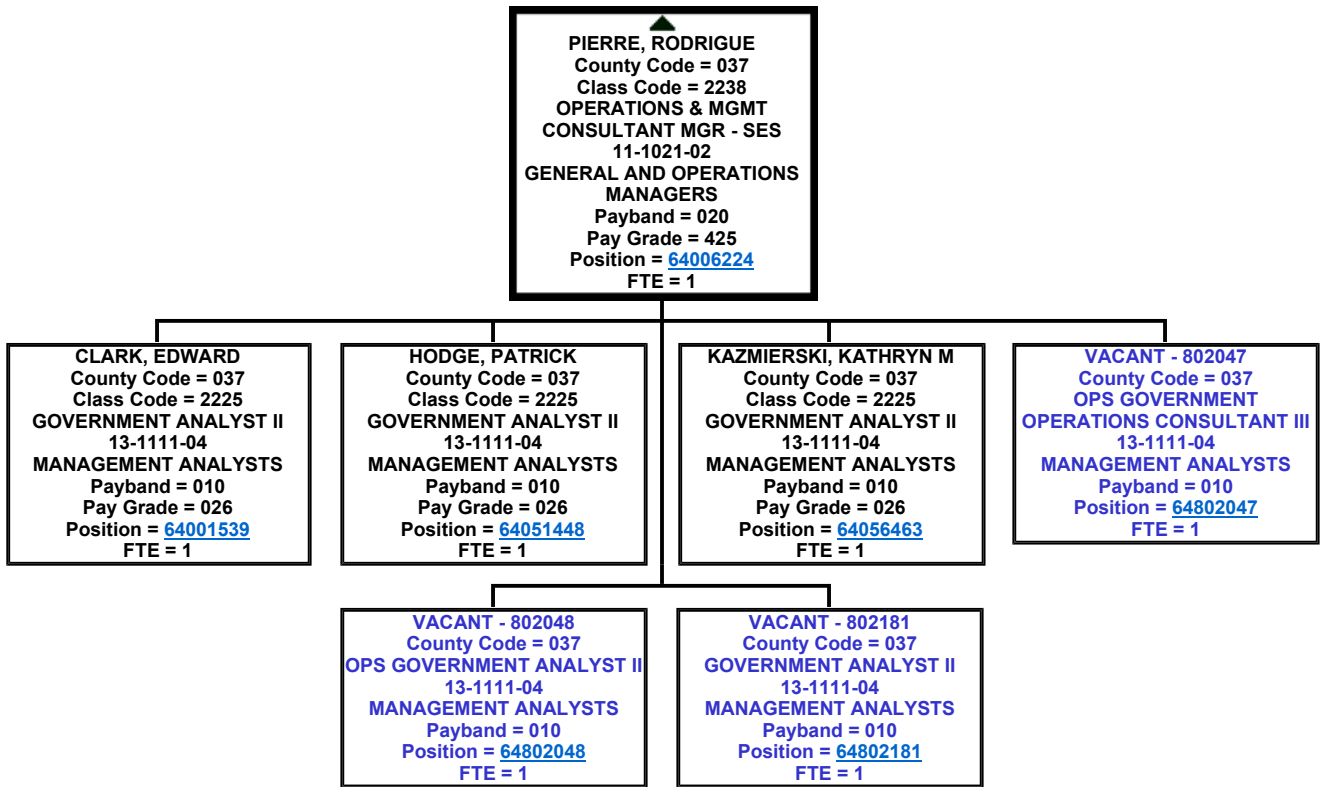 PIERRE, RODRIGUE
County Code = 037
Class Code = 2238
OPERATIONS & MGMT
CONSULTANT MGR - SES
11-1021-02
GENERAL AND OPERATIONS
MANAGERS
Payband = 020
Pay Grade = 425
Position = 64006224
FTE = 1
CLARK, EDWARD
County Code = 037
Class Code = 2225
GOVERNMENT ANALYST II
13-1111-04
MANAGEMENT ANALYSTS
Payband = 010
Pay Grade = 026
Position = 64001539
FTE = 1
HODGE, PATRICK
County Code = 037
Class Code = 2225
GOVERNMENT ANALYST II
13-1111-04
MANAGEMENT ANALYSTS
Payband = 010
Pay Grade = 026
Position = 64051448
FTE = 1
KAZMIERSKI, KATHRYN M
County Code = 037
Class Code = 2225
GOVERNMENT ANALYST II
13-1111-04
MANAGEMENT ANALYSTS
Payband = 010
Pay Grade = 026
Position = 64056463
FTE = 1
VACANT - 802047
County Code = 037
OPS GOVERNMENT
OPERATIONS CONSULTANT III
13-1111-04
MANAGEMENT ANALYSTS
Payband = 010
Position = 64802047
FTE = 1
VACANT - 802048
County Code = 037
OPS GOVERNMENT ANALYST II
13-1111-04
MANAGEMENT ANALYSTS
Payband = 010
Position = 64802048
FTE = 1
VACANT - 802181
County Code = 037
GOVERNMENT ANALYST II
13-1111-04
MANAGEMENT ANALYSTS
Payband = 010
Position = 64802181
FTE = 1